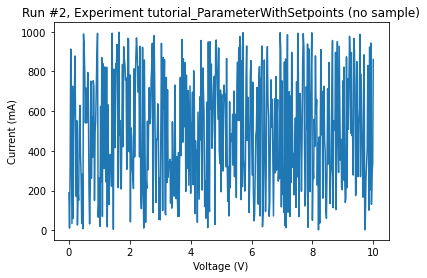 Run #2, Experiment tutorial_ParameterWithSetpoints (no sample)
Current (mA)
1000
800
600
400
200
0
0 2 4 6 8 10
Voltage (V)